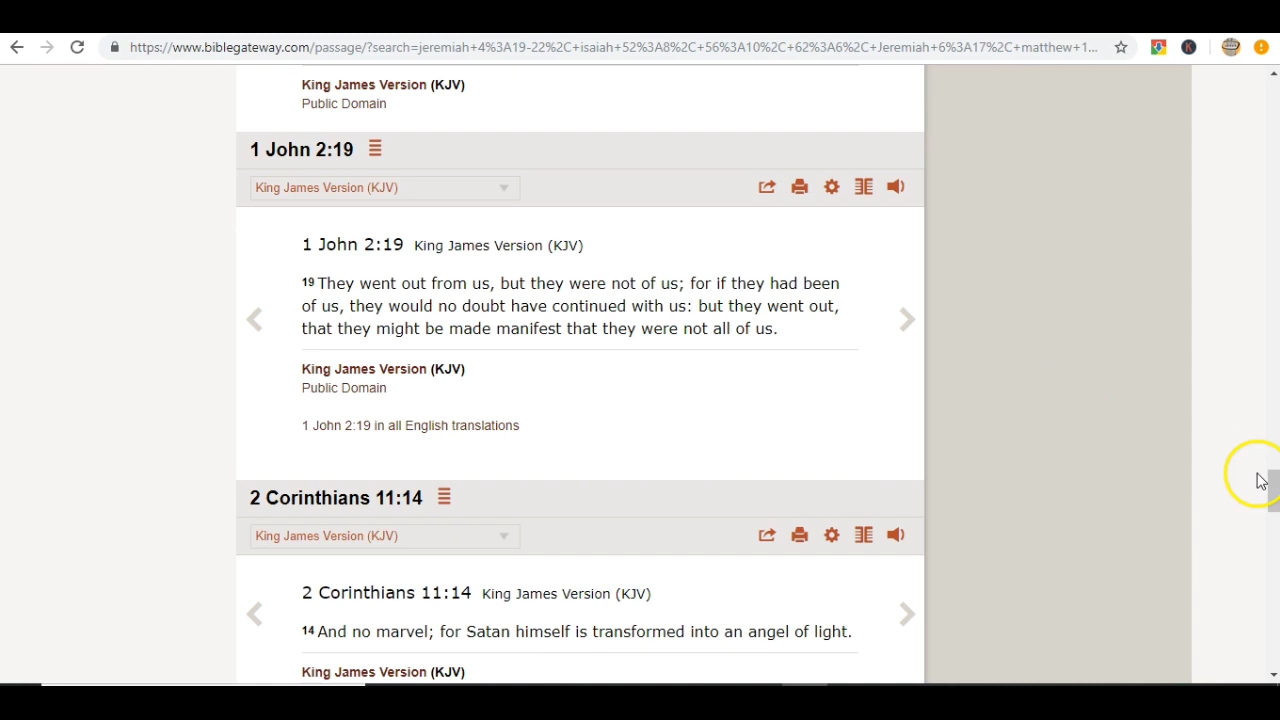 https://www.biblegateway.com/passage/?search=jeremiah+4%3A19-22%2C+isaiah+52%3A8%2C+56%3A10%2C+62%3A6%2C+Jeremiah+6%3A17%2C+matthew+1...
King James Version (KJV)
Public Domain
1 John 2:19
King James Version (KJV)
1 John 2:19 King James Version (KJV)
19 They went out from us, but they were not of us; for if they had been
of us, they would no doubt have continued with us: but they went out,
that they might be made manifest that they were not all of us.
King James Version (KJV)
Public Domain
1 John 2:19 in all English translations
2 Corinthians 11:14
King James Version (KJV)
2 Corinthians 11:14 King James Version (KJV)
14 And no marvel; for Satan himself is transformed into an angel of light.
King James Version (KJV)